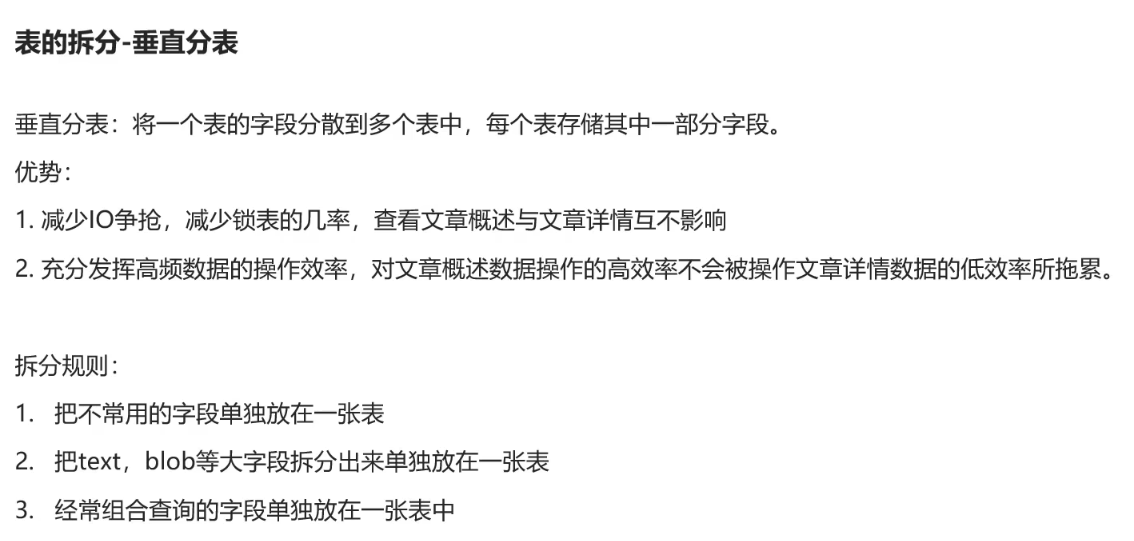 表的拆分-垂直分表
垂直分表：将一个表的字段分散到多个表中，每个表存储其中一部分字段。
优势：
1. 减少IO争抢，减少锁表的几率，查看文章概述与文章详情互不影响
2. 充分发挥高频数据的操作效率，对文章概述数据操作的高效率不会被操作文章详情数据的低效率所拖累。
拆分规则：
1. 把不常用的字段单独放在一张表
2. 把text，blob等大字段拆分出来单独放在一张表
3. 经常组合查询的字段单独放在一张表中